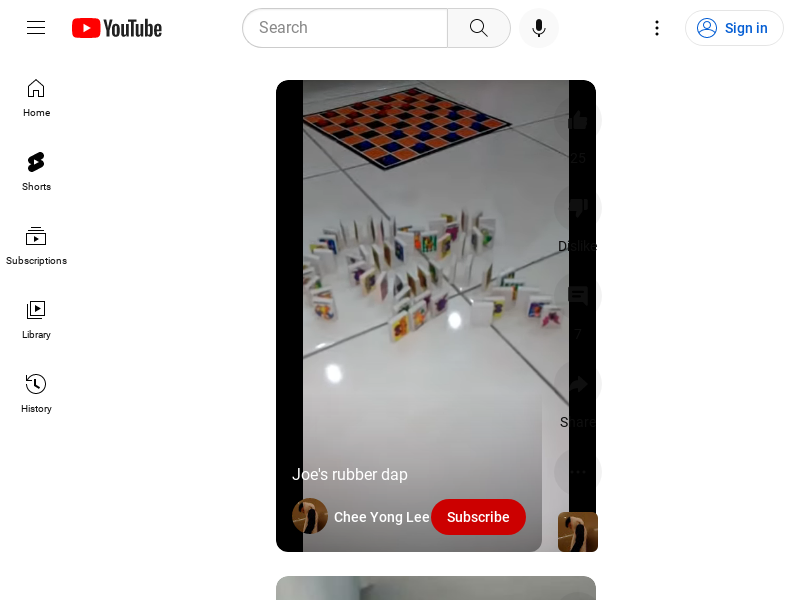 YouTube
Search
Sign in
Home
Shorts
Subscriptions
Library
History
25
Dislike
7
Share
Joe's rubber dap
Chee Yong Lee
Subscribe